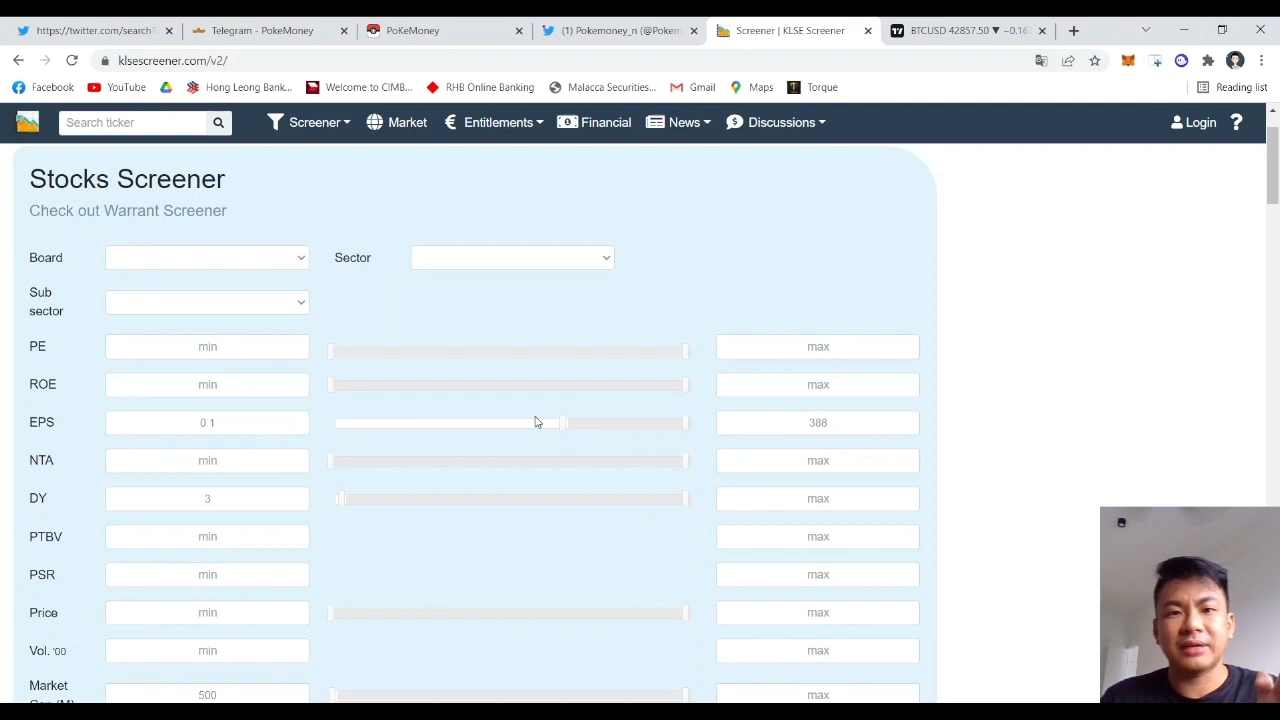 https://twitter.com/search?
Telegram - PokeMoney
PoKeMoney
(1) Pokemoney_n (@Pokem
Screener | KLSE Screener
BTCUSD 42857.50 ▼ −0.16
klsescreener.com/v2/
Facebook
YouTube
Hong Leong Bank...
Welcome to CIMB...
RHB Online Banking
Malacca Securities...
Gmail
Maps
Torque
Reading list
Search ticker
Screener
Market
Entitlements
Financial
News
Discussions
Login
?
Stocks Screener
Check out Warrant Screener
Board
Sector
Sub
sector
PE min max
ROE min max
EPS 0.1 388
NTA min max
DY 3 max
PTBV min max
PSR min max
Price min max
Vol. '00 min max
Market
500 max